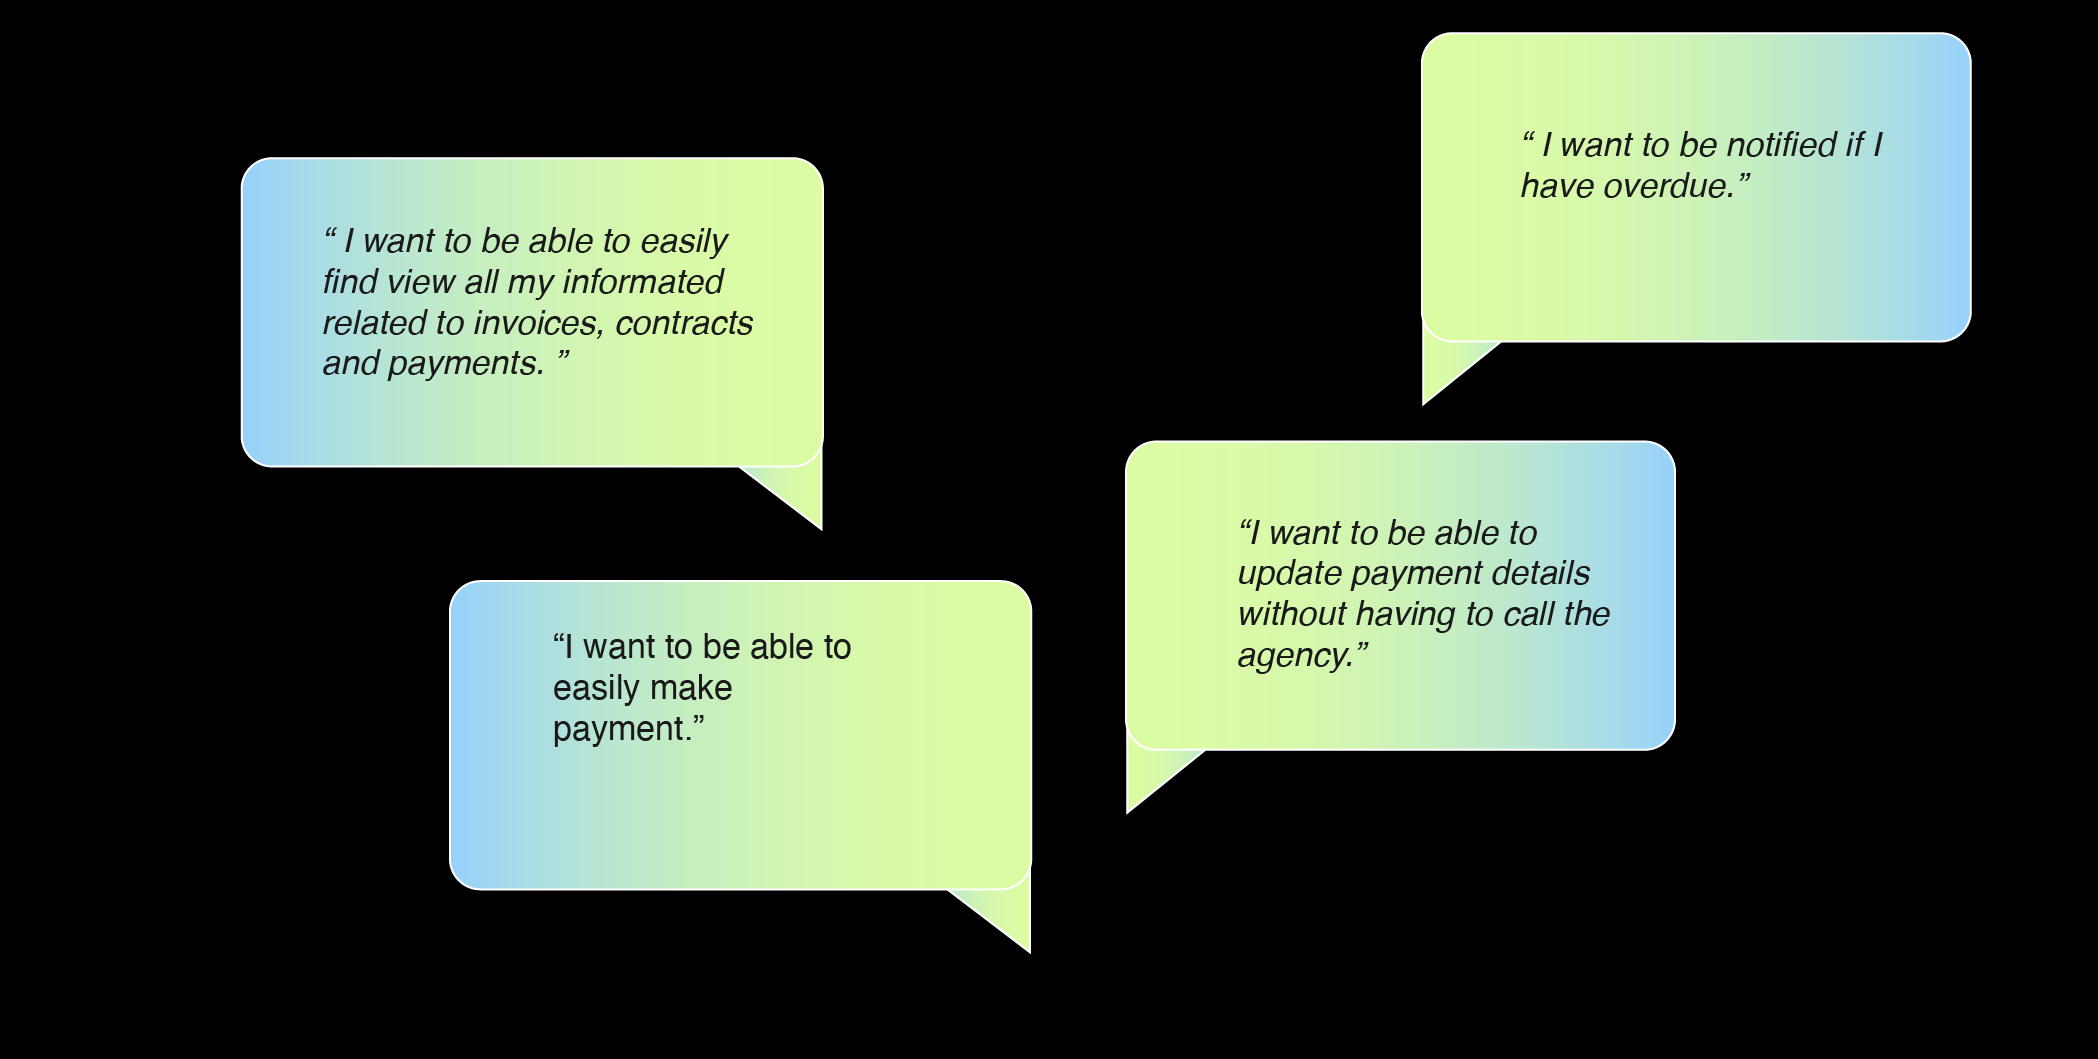 “ I want to be able to easily
find view all my informated
related to invoices, contracts
and payments. ”
“ I want to be notified if I
have overdue.”
“I want to be able to
easily make
payment.”
“I want to be able to
update payment details
without having to call the
agency.”